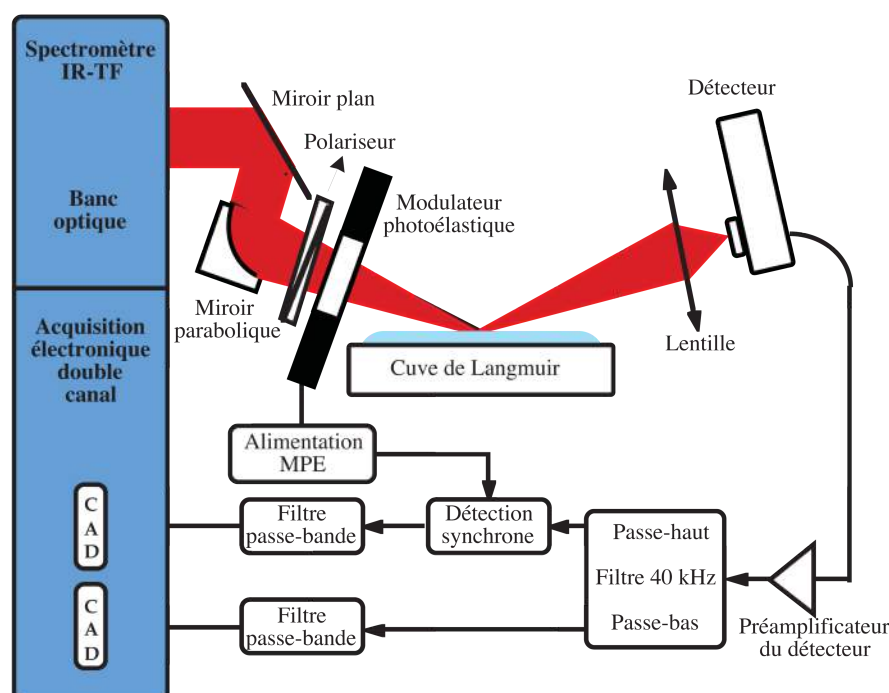 Spectromètre
IR-TF
Banc
optique
Miroir plan
Polariseur
Modulateur
photoélastique
Détecteur
Miroir
parabolique
Lentille
Cuve de Langmuir
Acquisition
électronique
double
canal
Alimentation
MPE
C
A
D
Filtre
passe-bande
Détection
synchrone
Passe-haut
Filtre 40 kHz
Passe-bas
C
A
D
Filtre
passe-bande
Préamplificateur
du détecteur